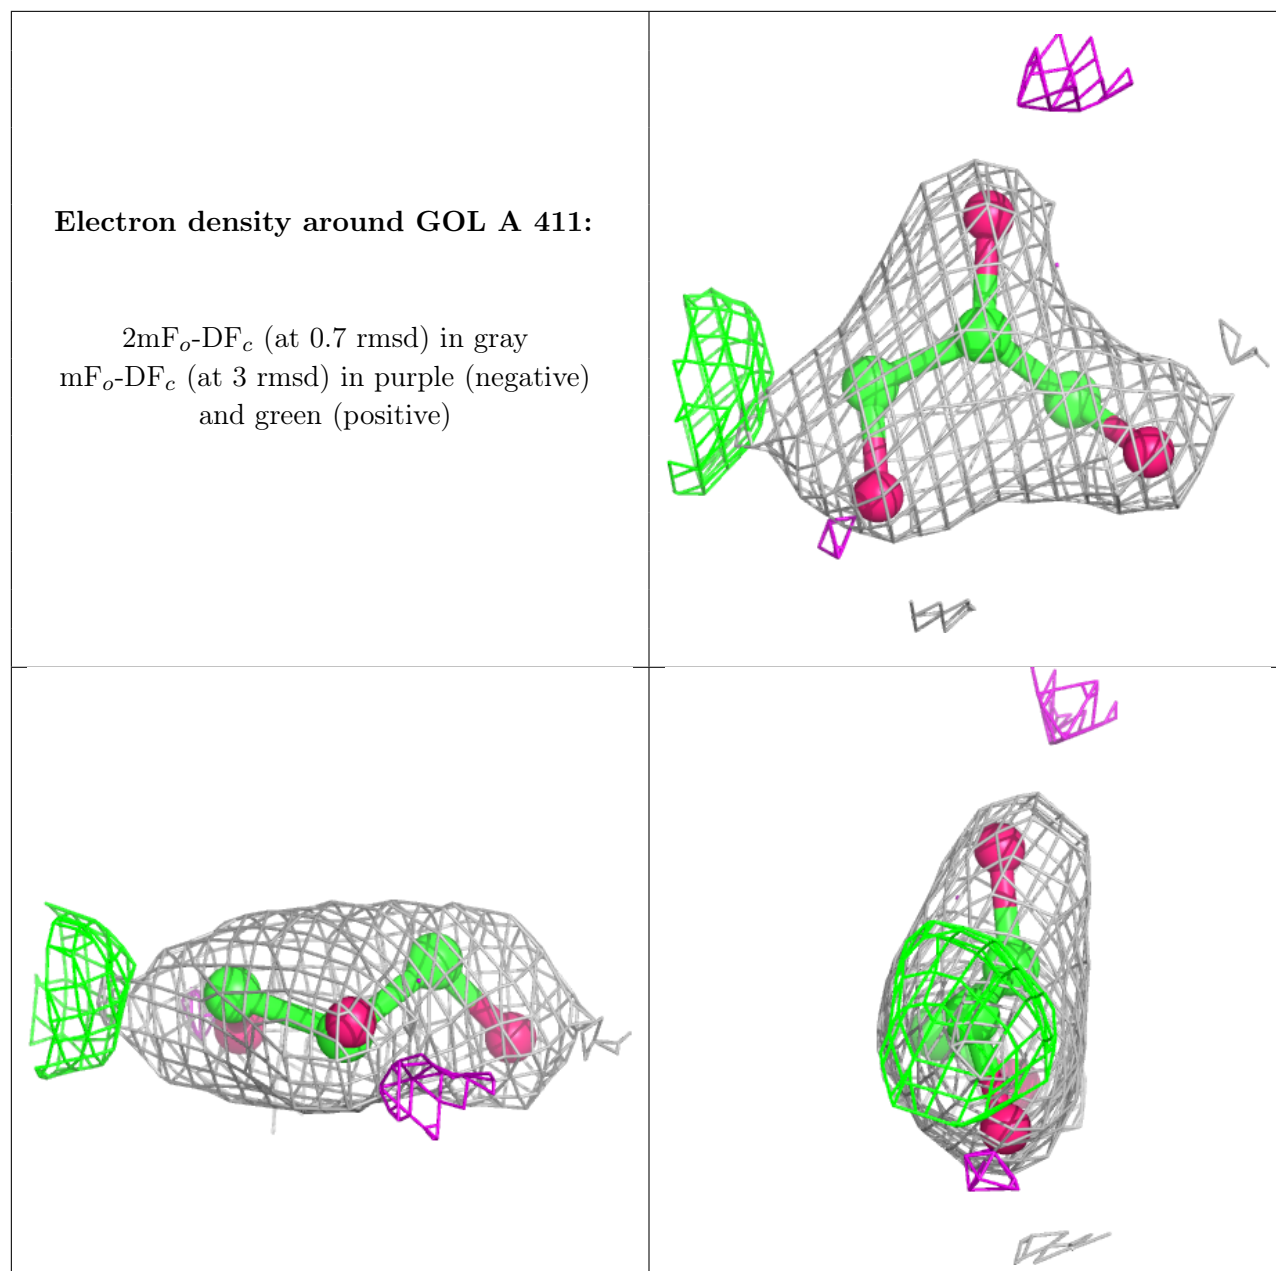 Electron density around GOL A 411:
2mFo-DFc (at 0.7 rmsd) in gray
mFo-DFc (at 3 rmsd) in purple (negative)
and green (positive)